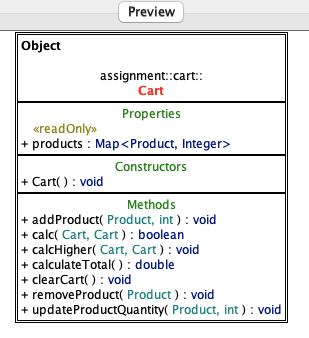 Preview
Object
assignment::cart::
Cart
Properties
«readOnly»
+ products : Map<Product, Integer>
Constructors
+ Cart( ) : void
Methods
+ addProduct( Product, int ) : void
+ calc( Cart, Cart ) : boolean
+ calcHigher( Cart, Cart ) : void
+ calculateTotal( ) : double
+ clearCart( ) : void
+ removeProduct( Product ) : void
+ updateProductQuantity( Product, int ) : void